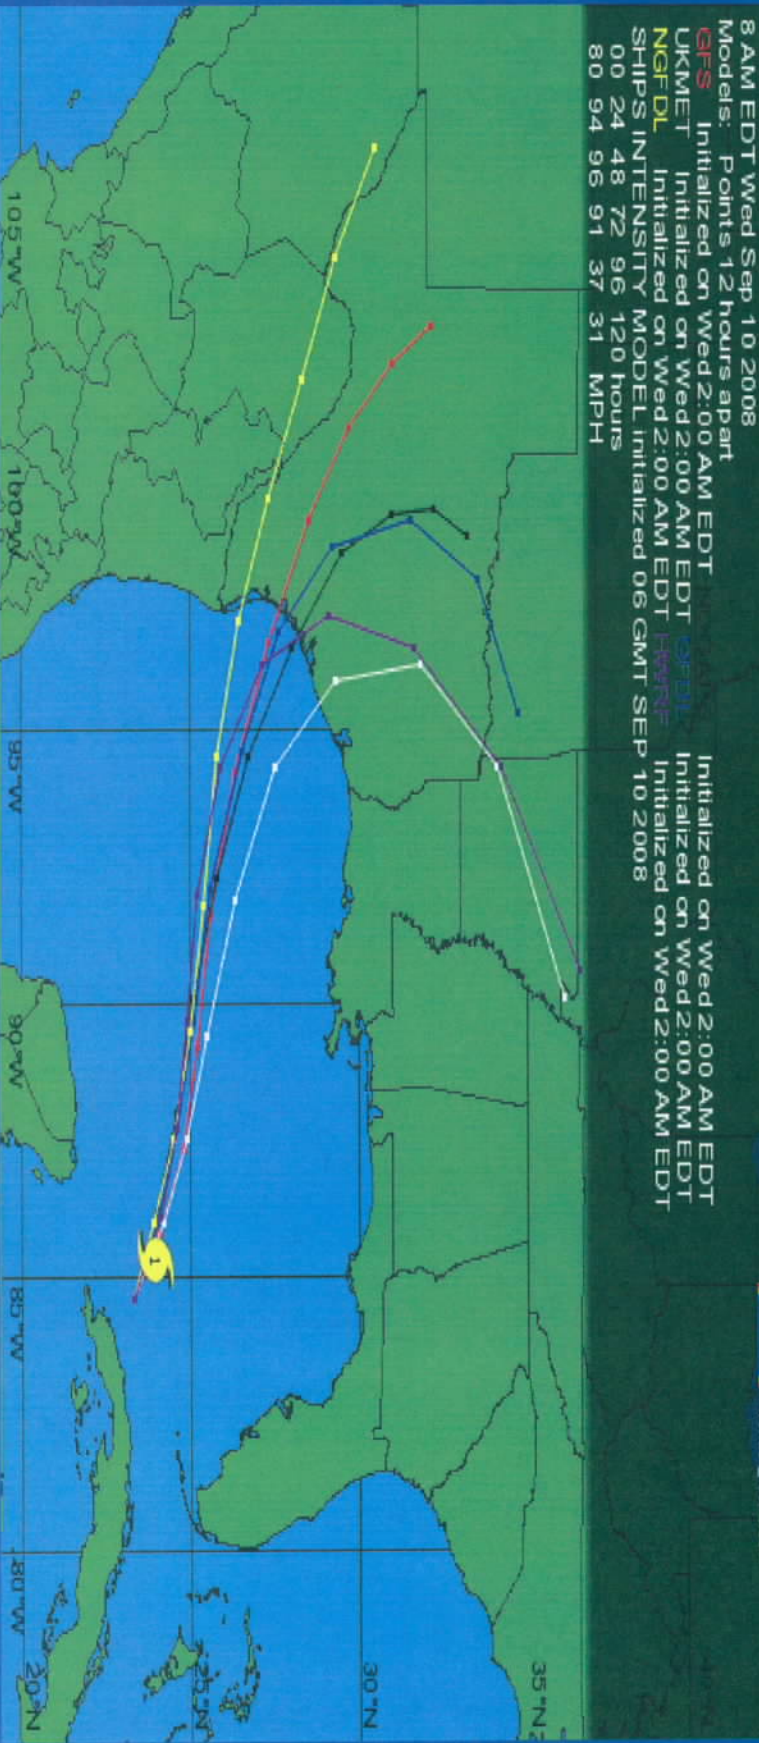 8 AM EDT Wed Sep 10 2008
Models: Points 12 hours apart
GFS Initialized on Wed 2:00 AM EDT Initialized on Wed 2:00 AM EDT
UKMET Initialized on Wed 2:00 AM EDT GFDL Initialized on Wed 2:00 AM EDT
NGFDL Initialized on Wed 2:00 AM EDT HWRF Initialized on Wed 2:00 AM EDT
SHIPS INTENSITY MODEL initialized 06 GMT SEP 10 2008
00 24 48 72 96 120 hours
80 94 96 91 37 31 MPH
40°N
35°N
30°N
25°N
20°N
1
105°W
100°W
95°W
90°W
85°W
80°W